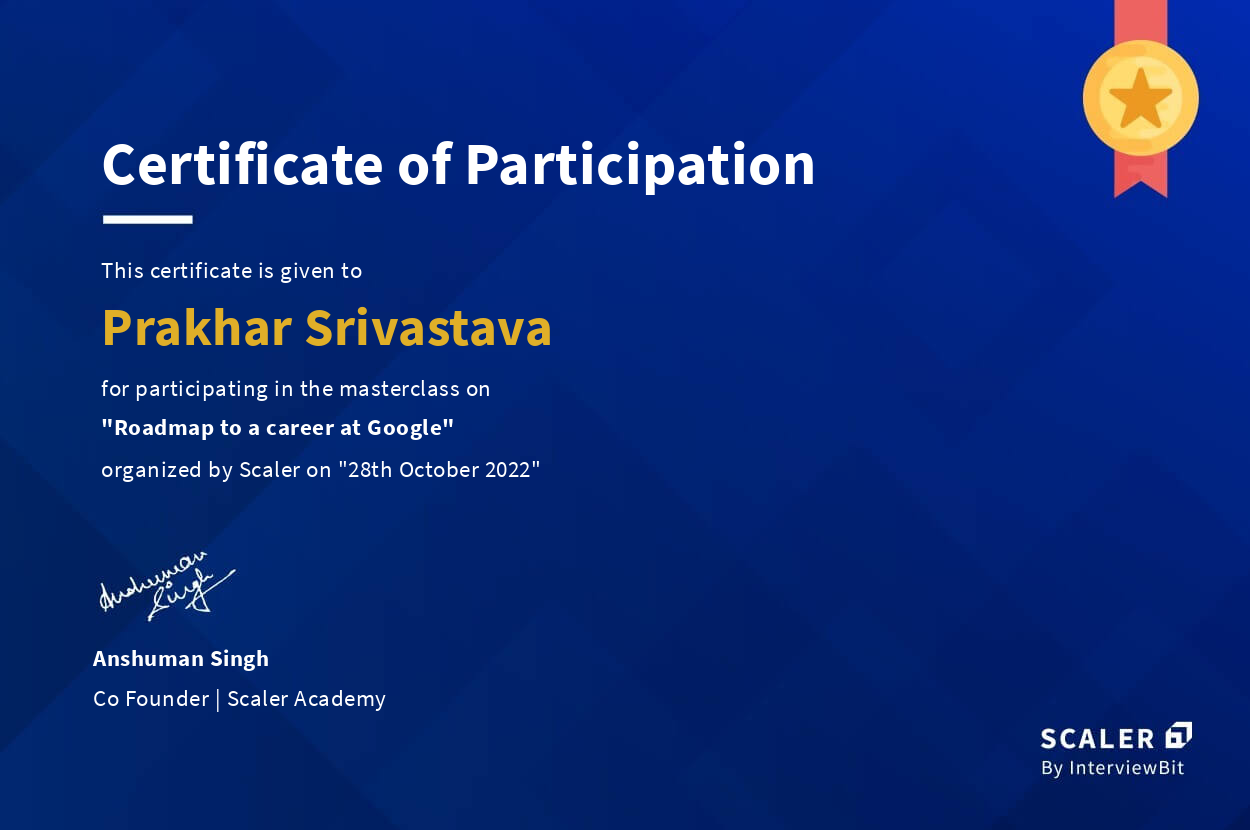 Certificate of Participation
This certificate is given to
Prakhar Srivastava
for participating in the masterclass on
"Roadmap to a career at Google"
organized by Scaler on "28th October 2022"
Anshuman
Singh
Anshuman Singh
Co Founder | Scaler Academy
SCALER
By InterviewBit